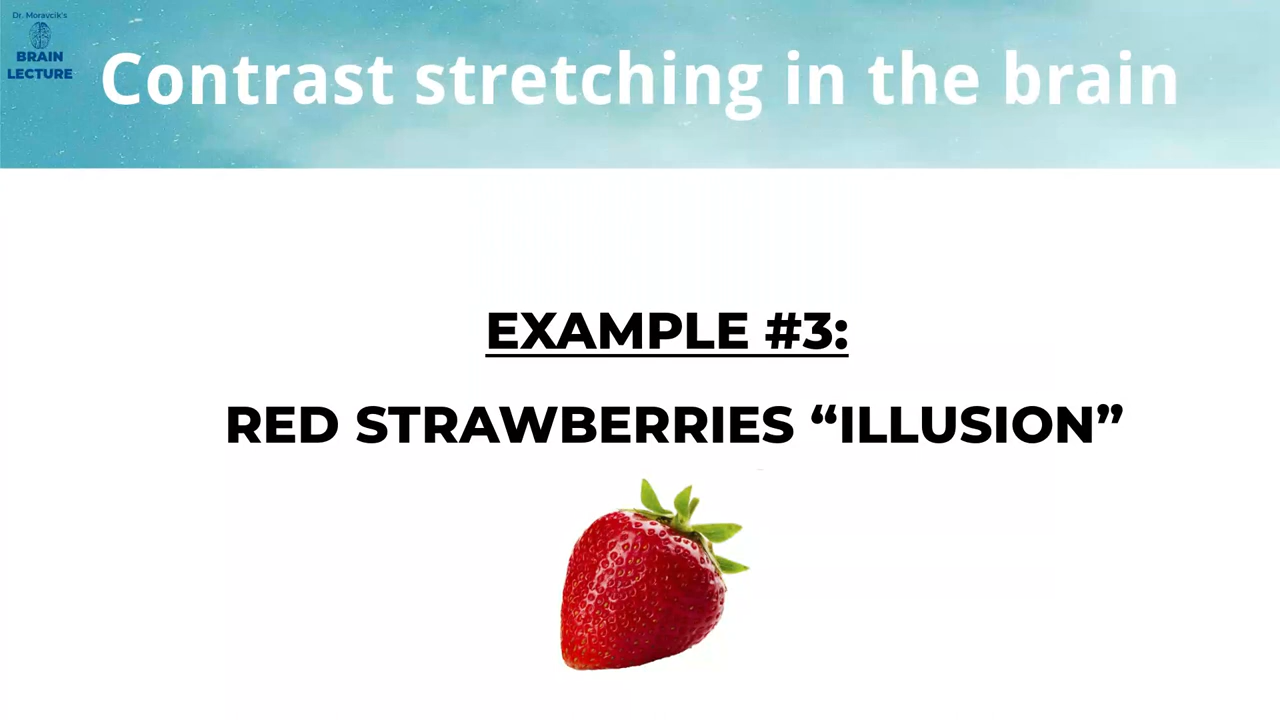 Dr. Moravcik's
BRAIN
LECTURE
Contrast stretching in the brain
EXAMPLE #3:
RED STRAWBERRIES “ILLUSION”